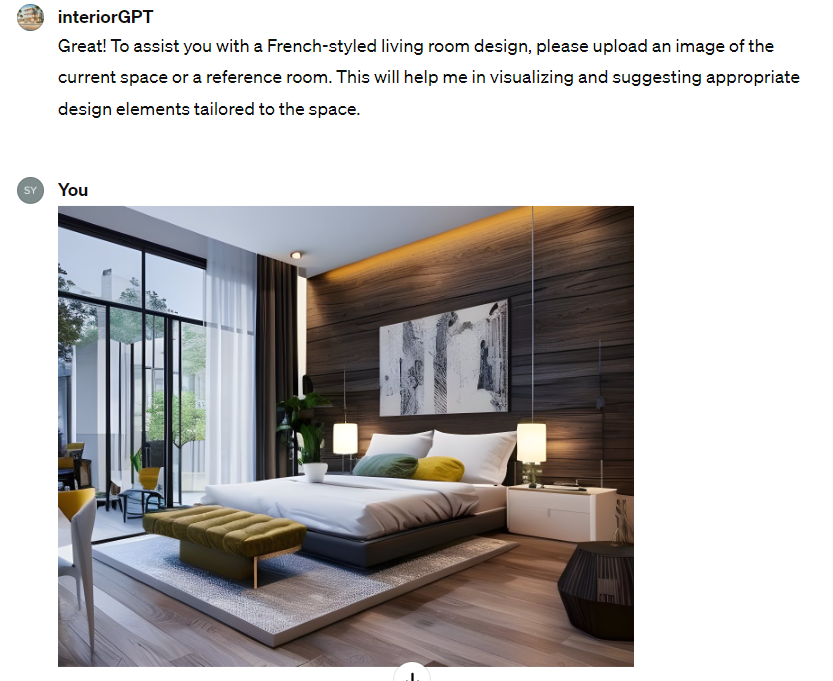 interiorGPT
Great! To assist you with a French-styled living room design, please upload an image of the
current space or a reference room. This will help me in visualizing and suggesting appropriate
design elements tailored to the space.
SY
You